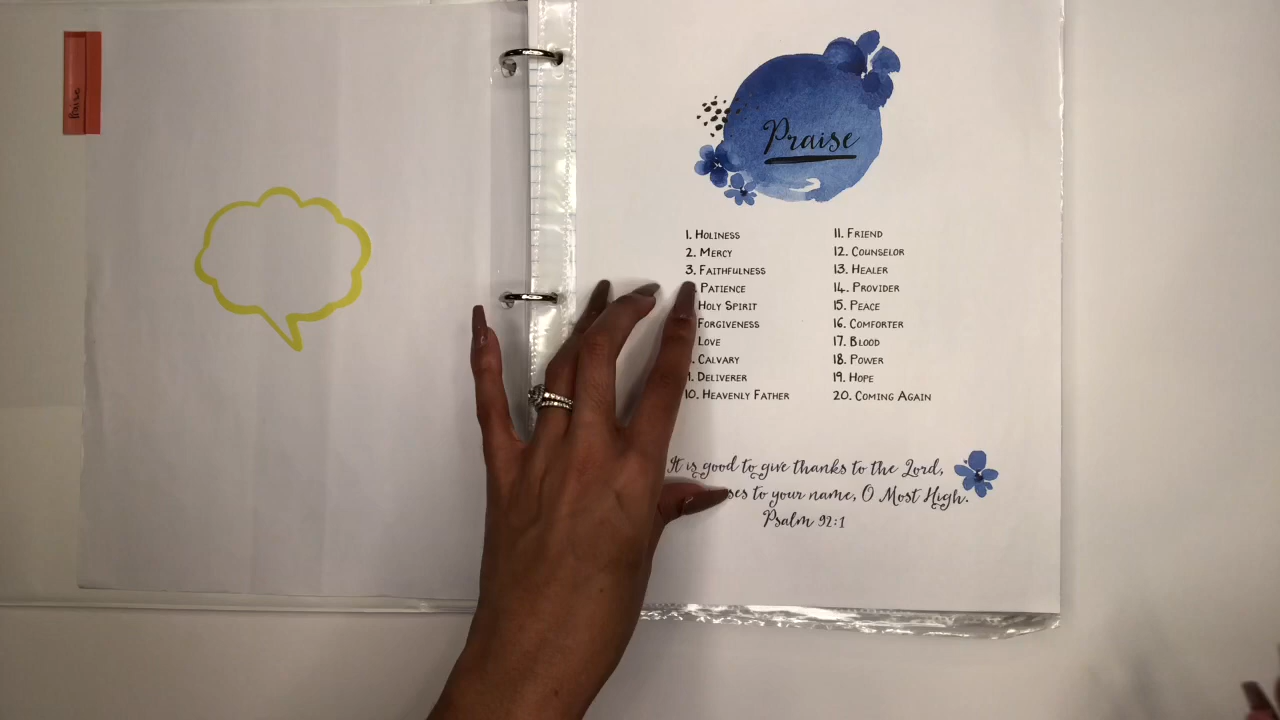 Praise
Praise
1. Holiness
2. Mercy
3. Faithfulness
Patience
Holy Spirit
Forgiveness
Love
Calvary
Deliverer
10. Heavenly Father
11. Friend
12. Counselor
13. Healer
14. Provider
15. Peace
16. Comforter
17. Blood
18. Power
19. Hope
20. Coming Again
It is good to give thanks to the Lord,
to your name, O Most High.
Psalm 92:1